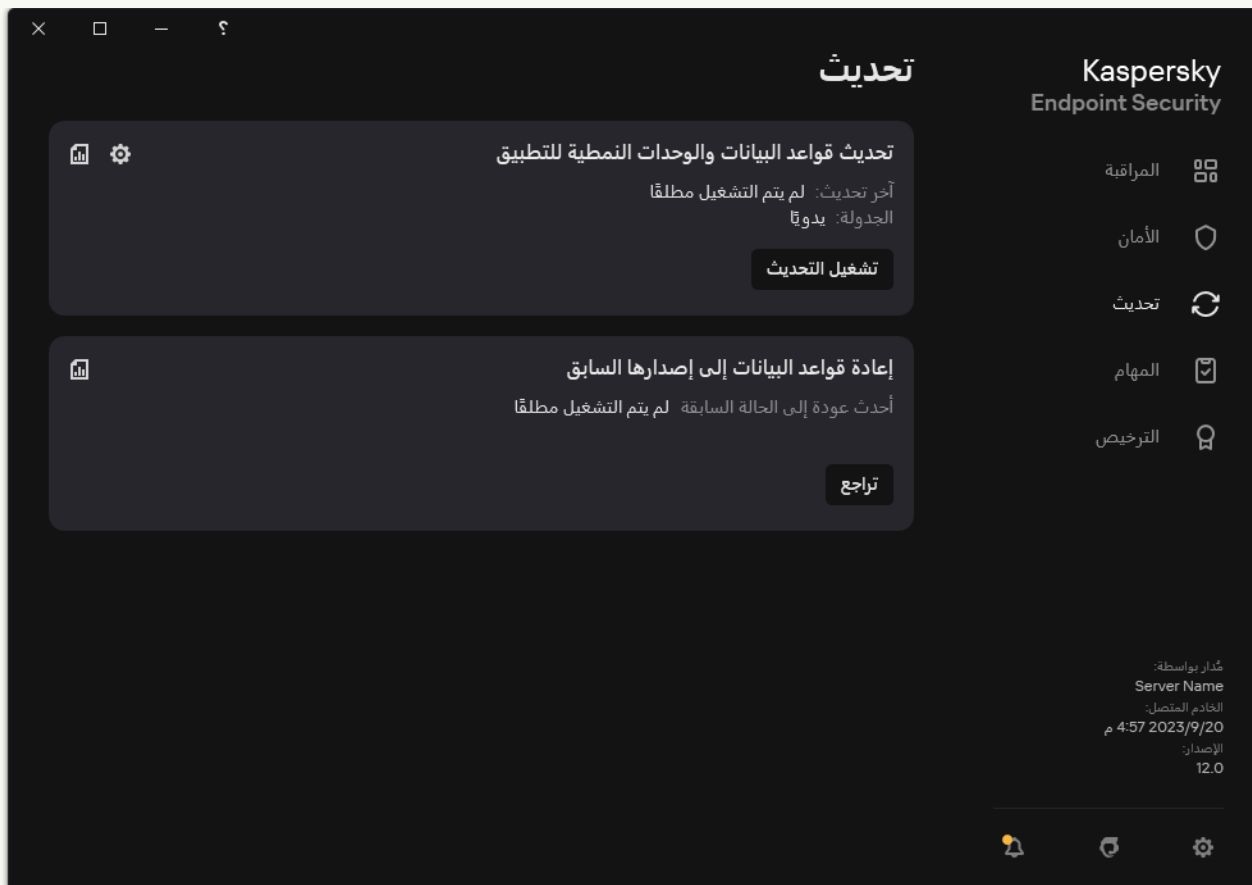 ؟
Kaspersky
Endpoint Security
المراقبة
الأمان
تحديث
المهام
الترخيص
مُدار بواسطة:
Server Name
الخادم المتصل:
2023/9/20 4:57 م
الإصدار:
12.0
تحديث
تحديث قواعد البيانات والوحدات النمطية للتطبيق
آخر تحديث: لم يتم التشغيل مطلقًا
الجدولة: يدويًا
تشغيل التحديث
إعادة قواعد البيانات إلى إصدارها السابق
أحدث عودة إلى الحالة السابقة لم يتم التشغيل مطلقًا
تراجع